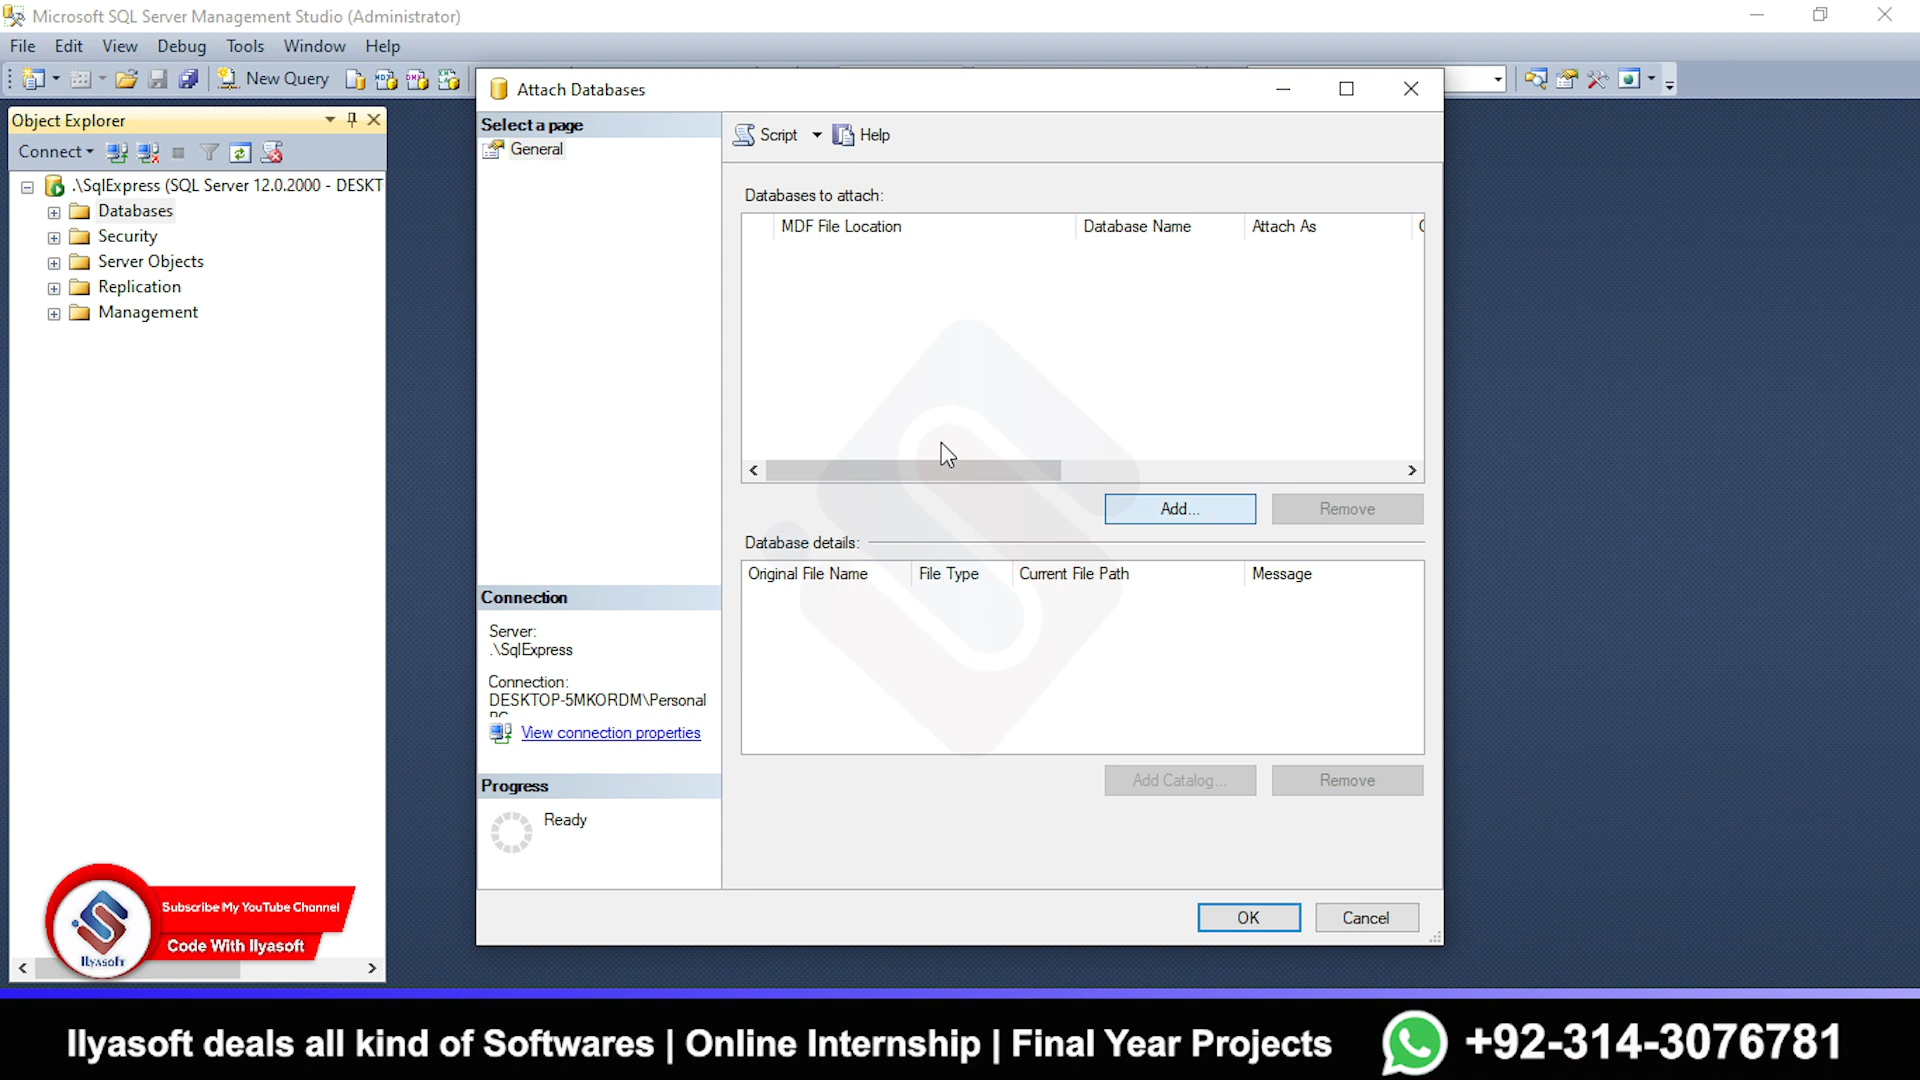 Microsoft SQL Server Management Studio (Administrator)
File Edit View Debug Tools Window Help
New Query
Object Explorer
Connect
.\SqlExpress (SQL Server 12.0.2000 - DESKT
Databases
Security
Server Objects
Replication
Management
Attach Databases
Select a page
General
Script Help
Databases to attach:
MDF File Location Database Name Attach As
Add... Remove
Database details:
Original File Name File Type Current File Path Message
Add Catalog... Remove
Connection
Server:
.\SqlExpress
Connection:
DESKTOP-5MKORDM\Personal
View connection properties
Progress
Ready
OK Cancel
Subscribe My YouTube Channel
Code With Ilyasoft
Ilyasoft
Ilyasoft deals all kind of Softwares | Online Internship | Final Year Projects +92-314-3076781